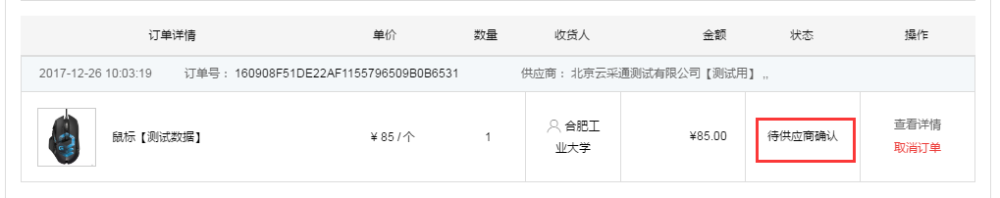 订单详情 单价 数量 收货人 金额 状态 操作
2017-12-26 10:03:19 订单号： 160908F51DE22AF1155796509B0B6531 供应商： 北京云采通测试有限公司【测试用】 ,,
鼠标【测试数据】 ¥ 85 / 个 1 合肥工 ¥85.00 待供应商确认 查看详情
业大学 取消订单